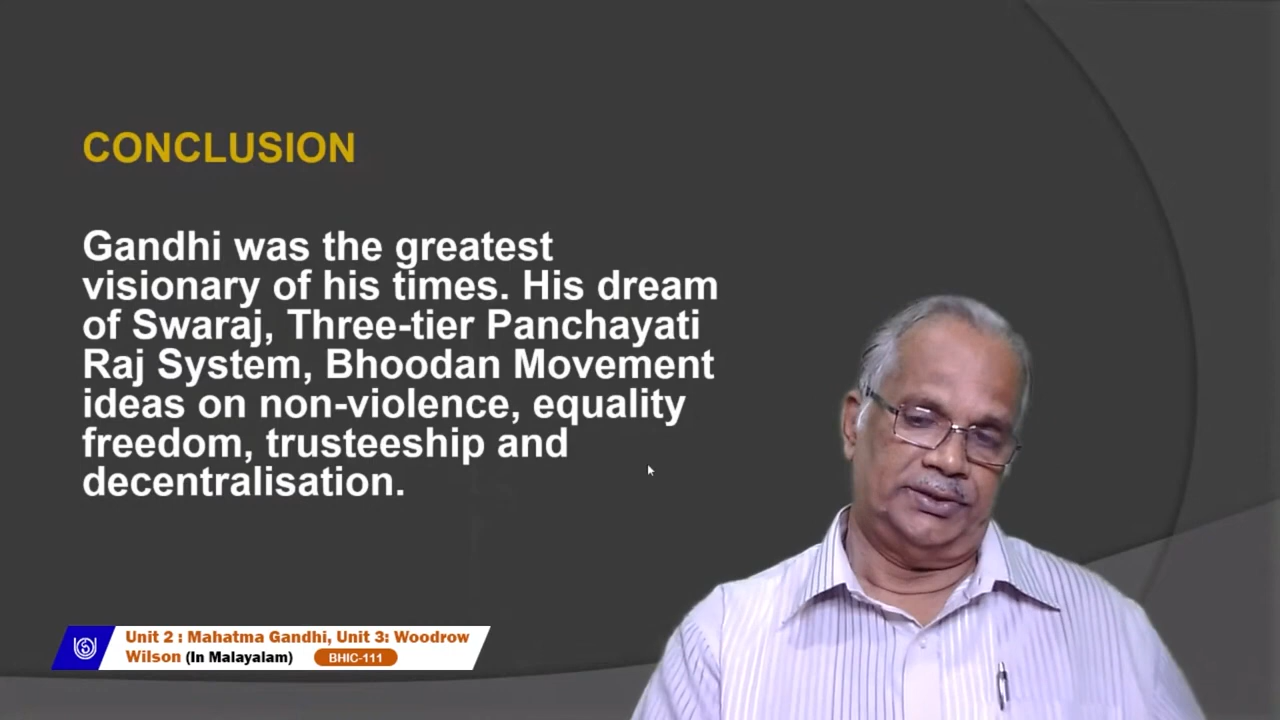 CONCLUSION
Gandhi was the greatest
visionary of his times. His dream
of Swaraj, Three-tier Panchayati
Raj System, Bhoodan Movement
ideas on non-violence, equality
freedom, trusteeship and
decentralisation.
Unit 2 : Mahatma Gandhi, Unit 3: Woodrow
Wilson (In Malayalam) BHIC-111